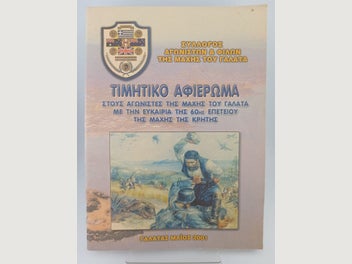 ΣΥΛΛΟΓΟΣ
ΑΓΩΝΙΣΤΩΝ & ΦΙΛΩΝ
ΤΗΣ ΜΑΧΗΣ ΤΟΥ ΓΑΛΑΤΑ
ΤΙΜΗΤΙΚΟ ΑΦΙΕΡΩΜΑ
ΣΤΟΥΣ ΑΓΩΝΙΣΤΕΣ ΤΗΣ ΜΑΧΗΣ ΤΟΥ ΓΑΛΑΤΑ
ΜΕ ΤΗΝ ΕΥΚΑΙΡΙΑ ΤΗΣ 60ης ΕΠΕΤΕΙΟΥ
ΤΗΣ ΜΑΧΗΣ ΤΗΣ ΚΡΗΤΗΣ
ΓΑΛΑΤΑΣ ΜΑΪΟΣ 2001